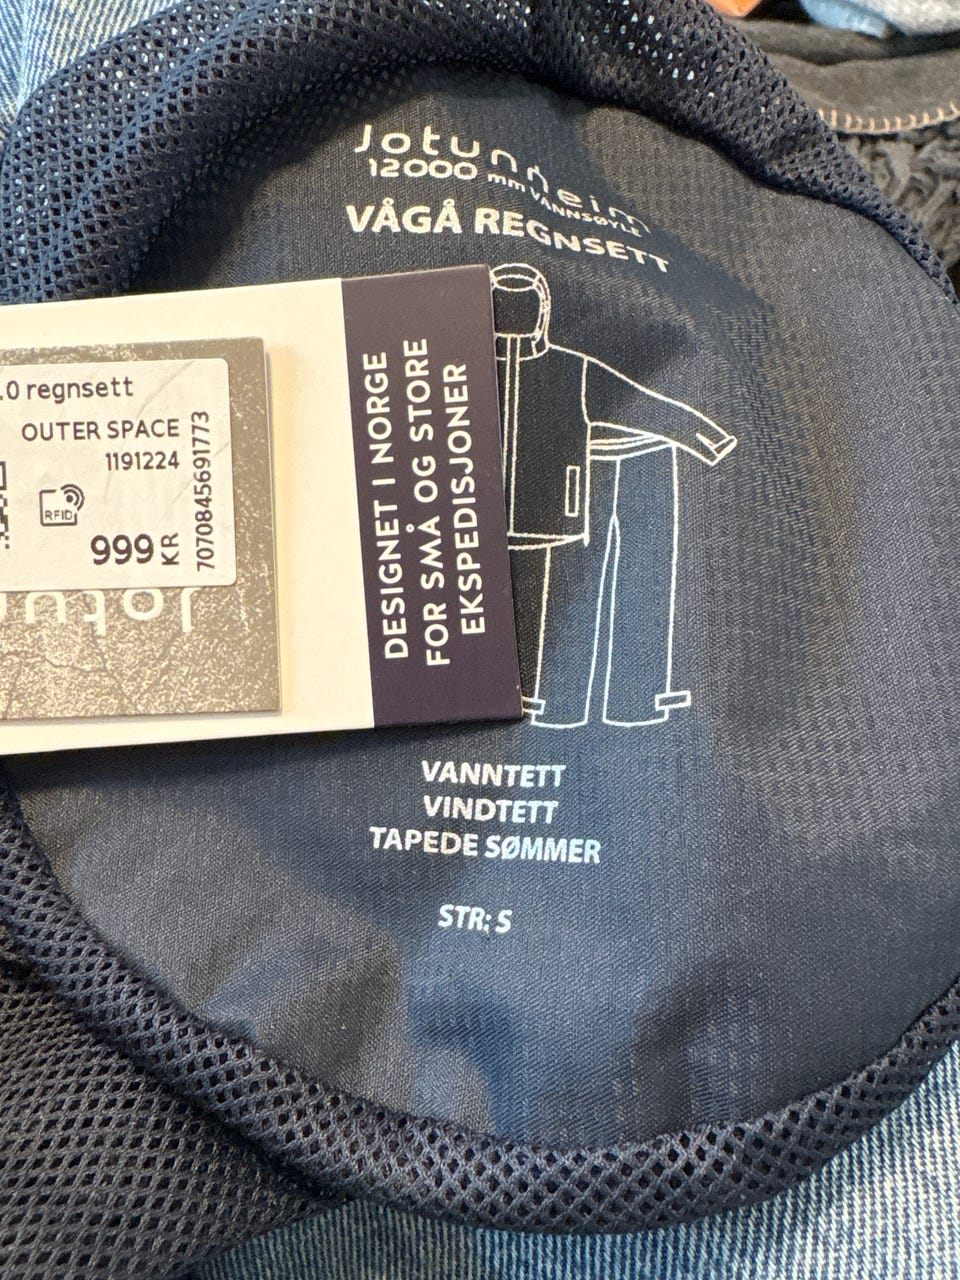 Jotunheim
12000 mm VANNSØYLE
VÅGÅ REGNSETT
.0 regnsett
OUTER SPACE
1191224
RFID
999 KR
7070845691773
Jotun
DESIGNET I NORGE
FOR SMÅ OG STORE
EKSPEDISJONER
VANNTETT
VINDTETT
TAPEDE SØMMER
STR: S